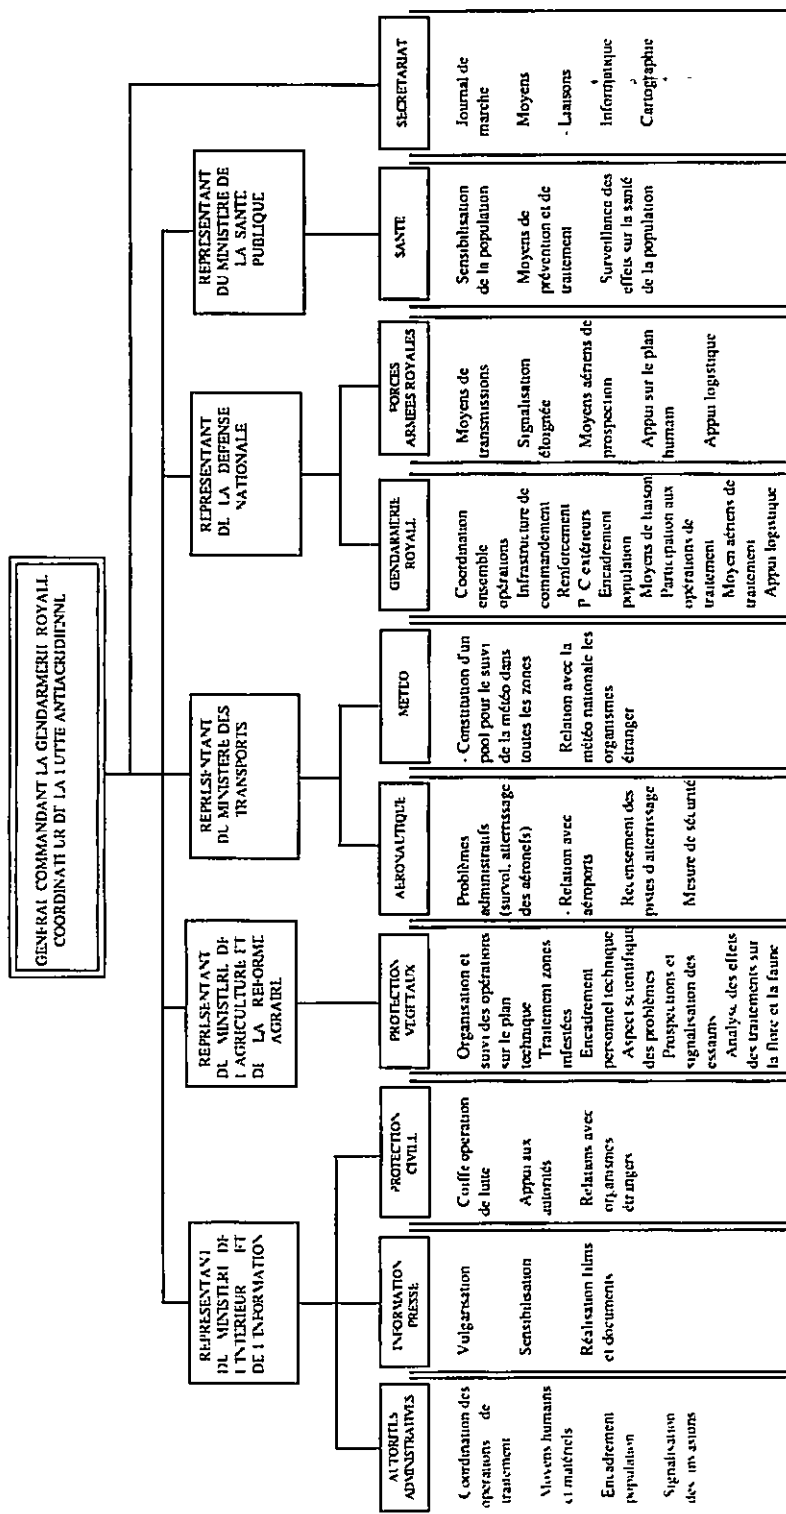 GENERAL COMMANDANT LA GENDARMERIE ROYALE
COORDINATEUR DE LA LUTTE ANTIACRIDIENNE
REPRESENTANT
DU MINISTERE DE
L INTERIEUR ET
DE L INFORMATION
REPRESENTANT
DU MINISTERE DE
L AGRICULTURE ET
DE LA REFORME
AGRAIRE
REPRESENTANT
DU MINISTERE DES
TRANSPORTS
REPRESENTANT
DE LA DEFENSE
NATIONALE
REPRESENTANT
DU MINISTERE DE
LA SANTE
PUBLIQUE
AUTORITES
ADMINISTRATIVES
Coordination des
operations de
traitement
Moyens humains
et matériels
Encadrement
population
Signalisation
des invasions
INFORMATION
PRESSE
Vulgarisation
Sensibilisation
Réalisation films
et documents
PROTECTION
CIVILE
Coiffe operation
de lutte
Appui aux
autorités
Relations avec
organismes
étrangers
PROTECTION
VEGETAUX
Organisation et
suivi des opérations
sur le plan
technique
Traitement zones
infestées
Encadrement
personnel technique
Aspect scientifique
des problèmes
Prospections et
signalisation des
essaims
Analyse des effets
des traitements sur
la flore et la faune
AERONAUTIQUE
Problèmes
administratifs
(survol, atterrissage
des aéronefs)
- Relation avec
aéroports
Recensement des
pistes d'atterrissage
Mesure de sécurité
METEO
- Constitution d'un
pool pour le suivi
de la météo dans
toutes les zones
Relation avec la
météo nationale les
organismes
étranger
GENDARMERIE
ROYALE
Coordination
ensemble
opérations
Infrastructure de
commandement
Renforcement
P C extérieurs
Encadrement
population
Moyens de liaison
Participation aux
opérations de
traitement
Moyen aériens de
traitement
Appui logistique
FORCES
ARMEES ROYALES
Moyens de
transmissions
Signalisation
éloignée
Moyens aériens de
prospection
Appui sur le plan
humain
Appui logistique
SANTE
Sensibilisation
de la population
Moyens de
prévention et de
traitement
Surveillance des
effets sur la santé
de la population
SECRETARIAT
Journal de
marche
Moyens
- Liaisons
Informatique
Cartographie